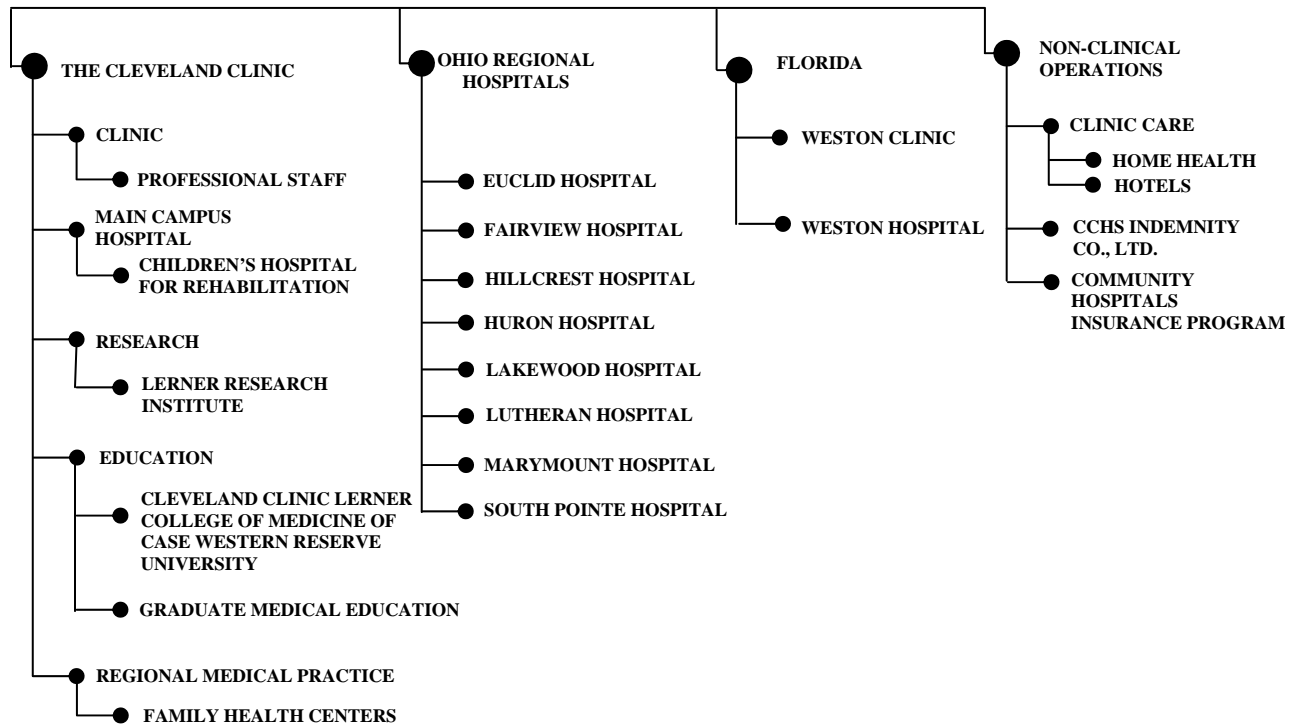 THE CLEVELAND CLINIC
CLINIC
PROFESSIONAL STAFF
MAIN CAMPUS
HOSPITAL
CHILDREN'S HOSPITAL
FOR REHABILITATION
RESEARCH
LERNER RESEARCH
INSTITUTE
EDUCATION
CLEVELAND CLINIC LERNER
COLLEGE OF MEDICINE OF
CASE WESTERN RESERVE
UNIVERSITY
GRADUATE MEDICAL EDUCATION
REGIONAL MEDICAL PRACTICE
FAMILY HEALTH CENTERS
OHIO REGIONAL
HOSPITALS
EUCLID HOSPITAL
FAIRVIEW HOSPITAL
HILLCREST HOSPITAL
HURON HOSPITAL
LAKEWOOD HOSPITAL
LUTHERAN HOSPITAL
MARYMOUNT HOSPITAL
SOUTH POINTE HOSPITAL
FLORIDA
WESTON CLINIC
WESTON HOSPITAL
NON-CLINICAL
OPERATIONS
CLINIC CARE
HOME HEALTH
HOTELS
CCHS INDEMNITY
CO., LTD.
COMMUNITY
HOSPITALS
INSURANCE PROGRAM